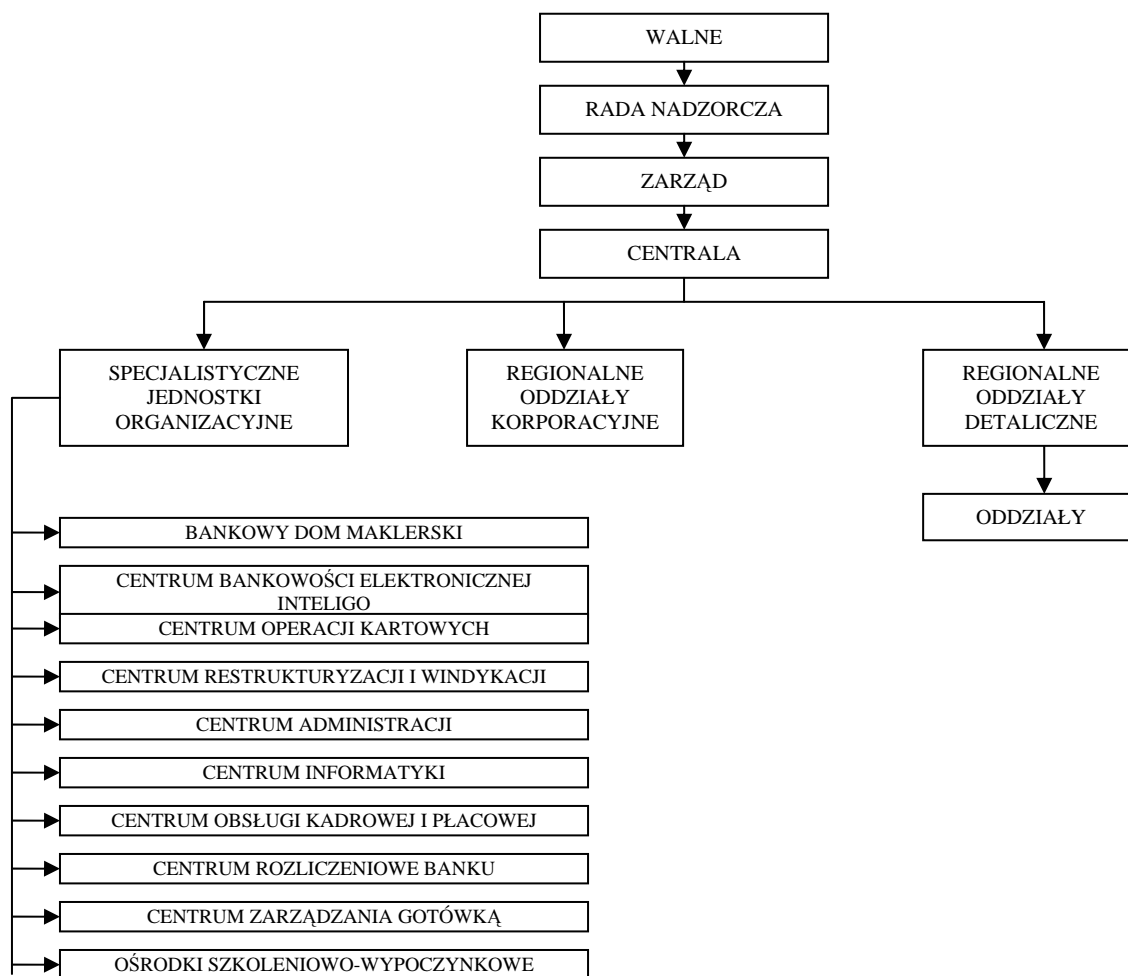 WALNE
RADA NADZORCZA
ZARZĄD
CENTRALA
SPECJALISTYCZNE
JEDNOSTKI
ORGANIZACYJNE
REGIONALNE
ODDZIAŁY
KORPORACYJNE
REGIONALNE
ODDZIAŁY
DETALICZNE
ODDZIAŁY
BANKOWY DOM MAKLERSKI
CENTRUM BANKOWOŚCI ELEKTRONICZNEJ
INTELIGO
CENTRUM OPERACJI KARTOWYCH
CENTRUM RESTRUKTURYZACJI I WINDYKACJI
CENTRUM ADMINISTRACJI
CENTRUM INFORMATYKI
CENTRUM OBSŁUGI KADROWEJ I PŁACOWEJ
CENTRUM ROZLICZENIOWE BANKU
CENTRUM ZARZĄDZANIA GOTÓWKĄ
OŚRODKI SZKOLENIOWO-WYPOCZYNKOWE